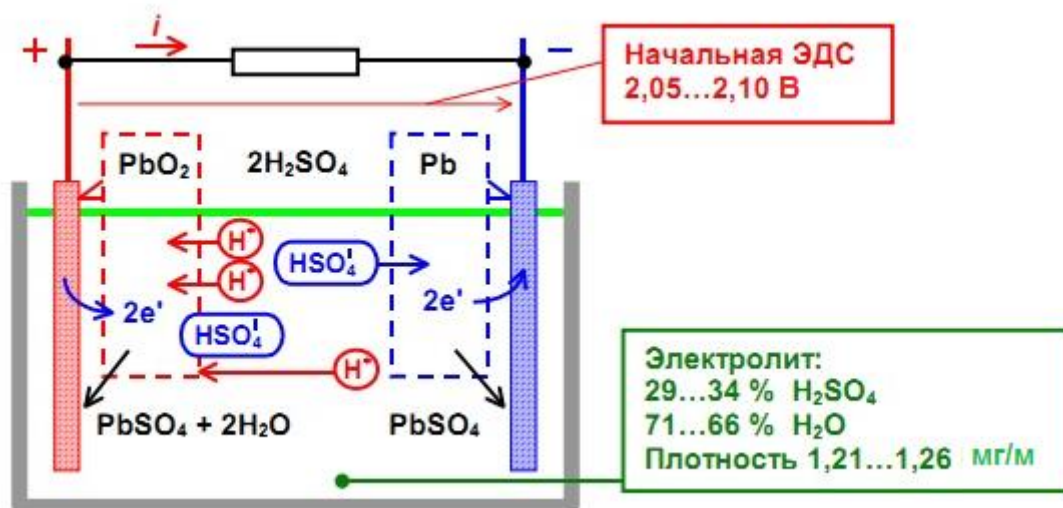 +
i
−
Начальная ЭДС
2,05...2,10 В
PbO₂
2H₂SO₄
Pb
H⁺
HSO₄'
H⁺
2e'
2e'
HSO₄'
H⁺
PbSO₄ + 2H₂O
PbSO₄
Электролит:
29...34 % H₂SO₄
71...66 % H₂O
Плотность 1,21...1,26 мг/м